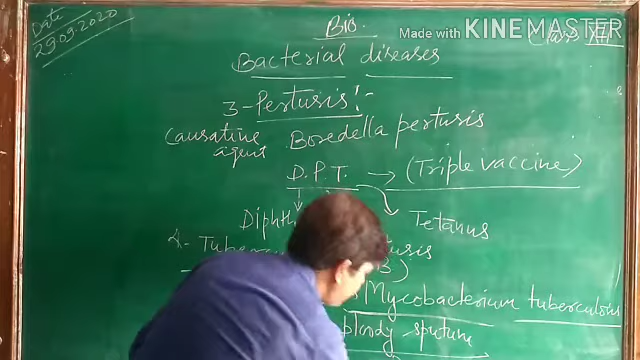 Date
29.09.2020
Bio.
Made with KINEMASTER
Class XII
Bacterial diseases
3-Pertusis!-
Causative agent Boredella pertusis
D.P.T. → (Triple vaccine)
Tetanus
4-
Mycobacterium tuberculosis
sputum